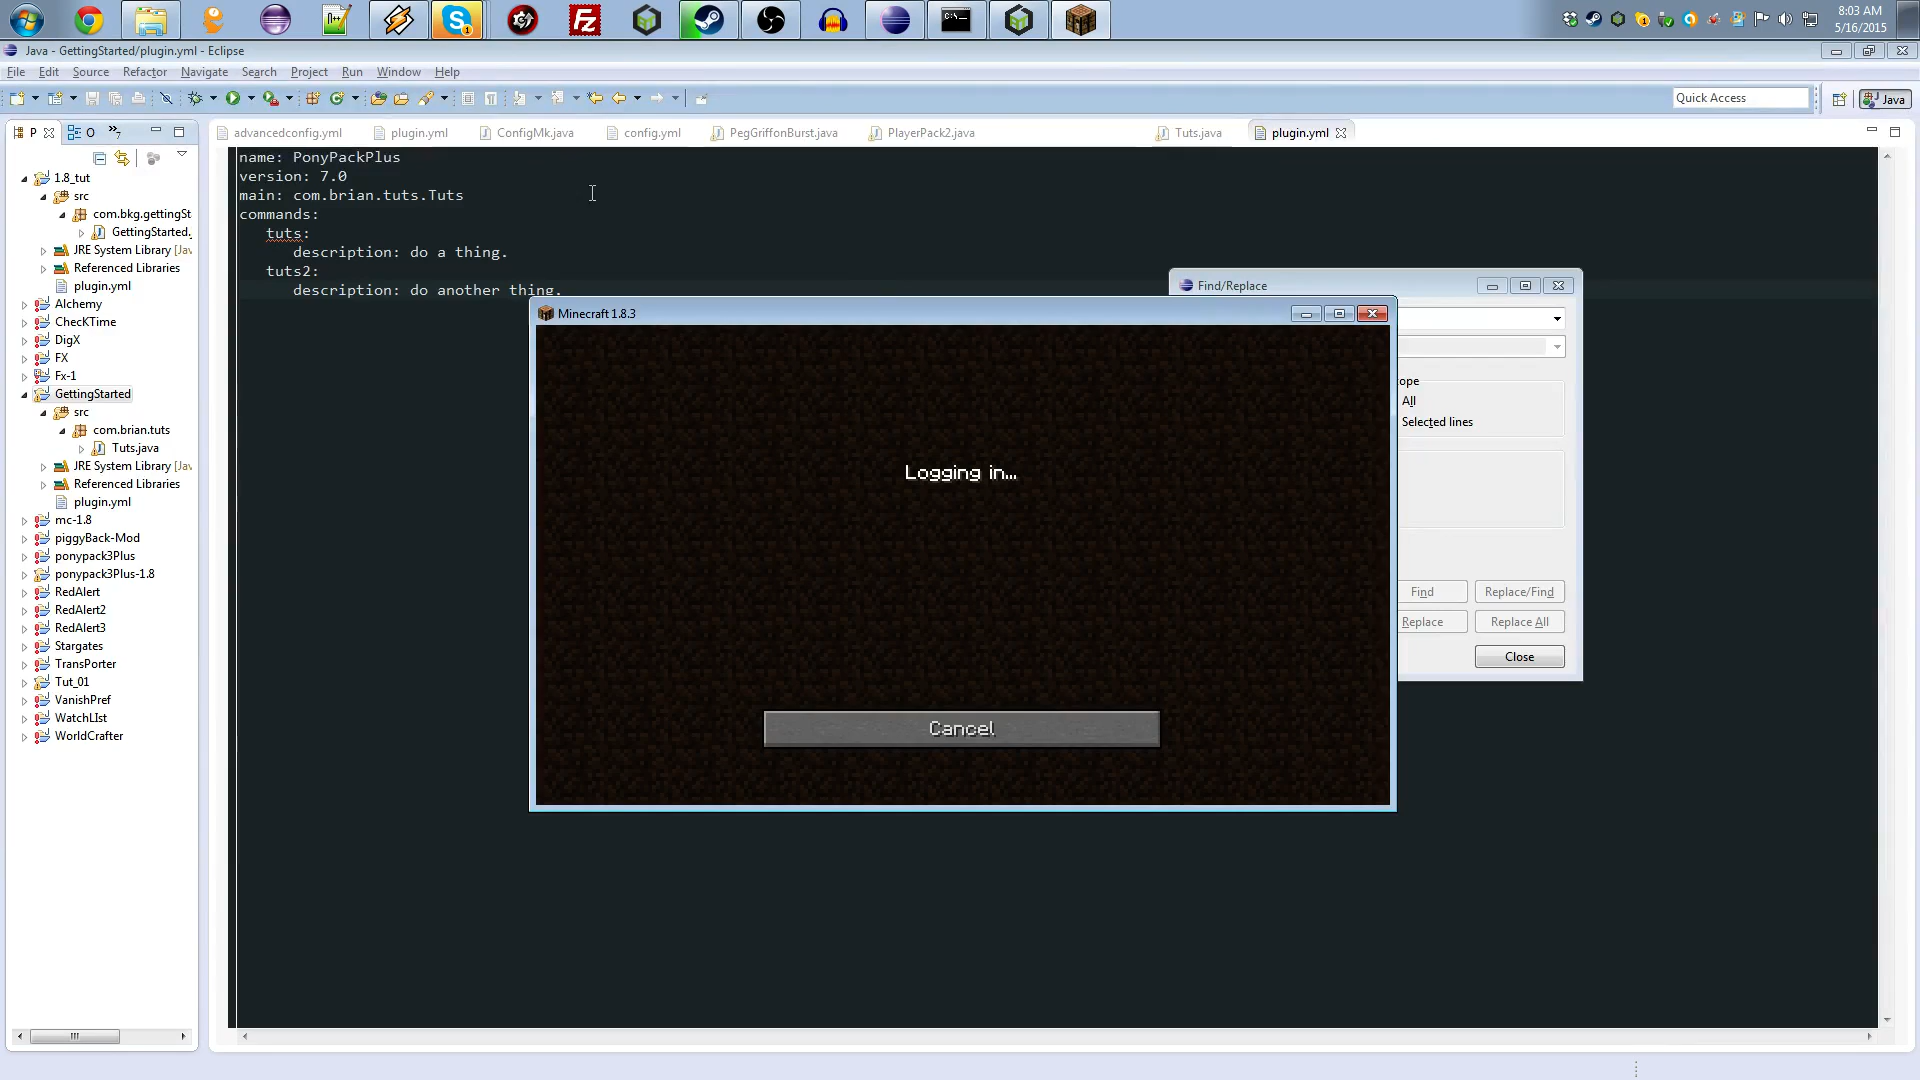 8:03 AM
5/16/2015
Java - GettingStarted/plugin.yml - Eclipse
File Edit Source Refactor Navigate Search Project Run Window Help
Quick Access
Java
P
O
"7
advancedconfig.yml
plugin.yml
ConfigMk.java
config.yml
PegGriffonBurst.java
PlayerPack2.java
Tuts.java
plugin.yml
1.8_tut
src
com.bkg.gettingSt
GettingStarted.
JRE System Library [Jav
Referenced Libraries
plugin.yml
Alchemy
ChecKTime
DigX
FX
Fx-1
GettingStarted
src
com.brian.tuts
Tuts.java
JRE System Library [Jav
Referenced Libraries
plugin.yml
mc-1.8
piggyBack-Mod
ponypack3Plus
ponypack3Plus-1.8
RedAlert
RedAlert2
RedAlert3
Stargates
TransPorter
Tut_01
VanishPref
WatchLIst
WorldCrafter
name: PonyPackPlus
version: 7.0
main: com.brian.tuts.Tuts
commands:
tuts:
description: do a thing.
tuts2:
description: do another thing.
Find/Replace
ope
All
Selected lines
Find
Replace/Find
Replace
Replace All
Close
Minecraft 1.8.3
Logging in...
Cancel